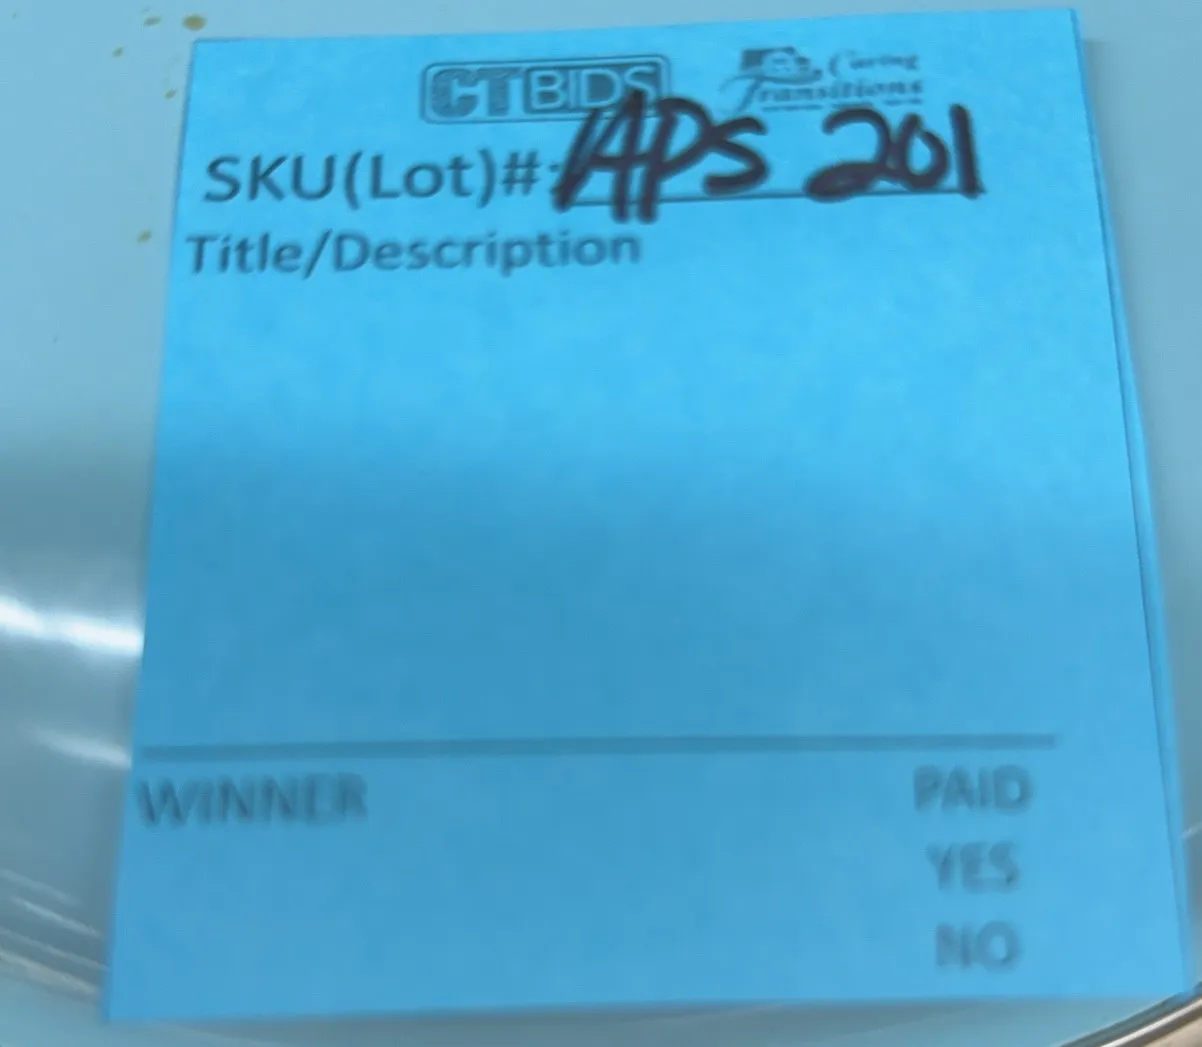 CTBIDS Caring Transitions
SKU(Lot)#: APS 201
Title/Description
WINNER PAID
YES
NO